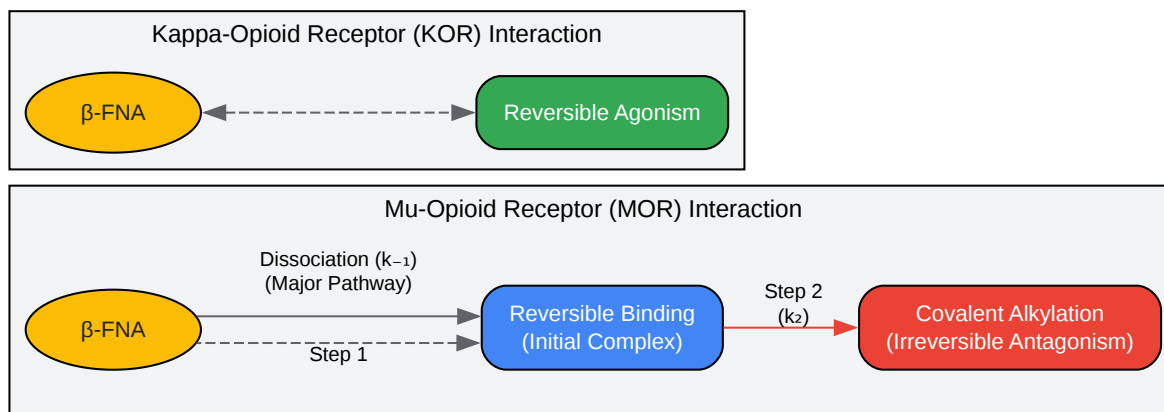 Kappa-Opioid Receptor (KOR) Interaction
β-FNA
Reversible Agonism
Mu-Opioid Receptor (MOR) Interaction
Dissociation (k₋₁)
(Major Pathway)
β-FNA
Step 1
Reversible Binding
(Initial Complex)
Step 2
(k₂)
Covalent Alkylation
(Irreversible Antagonism)